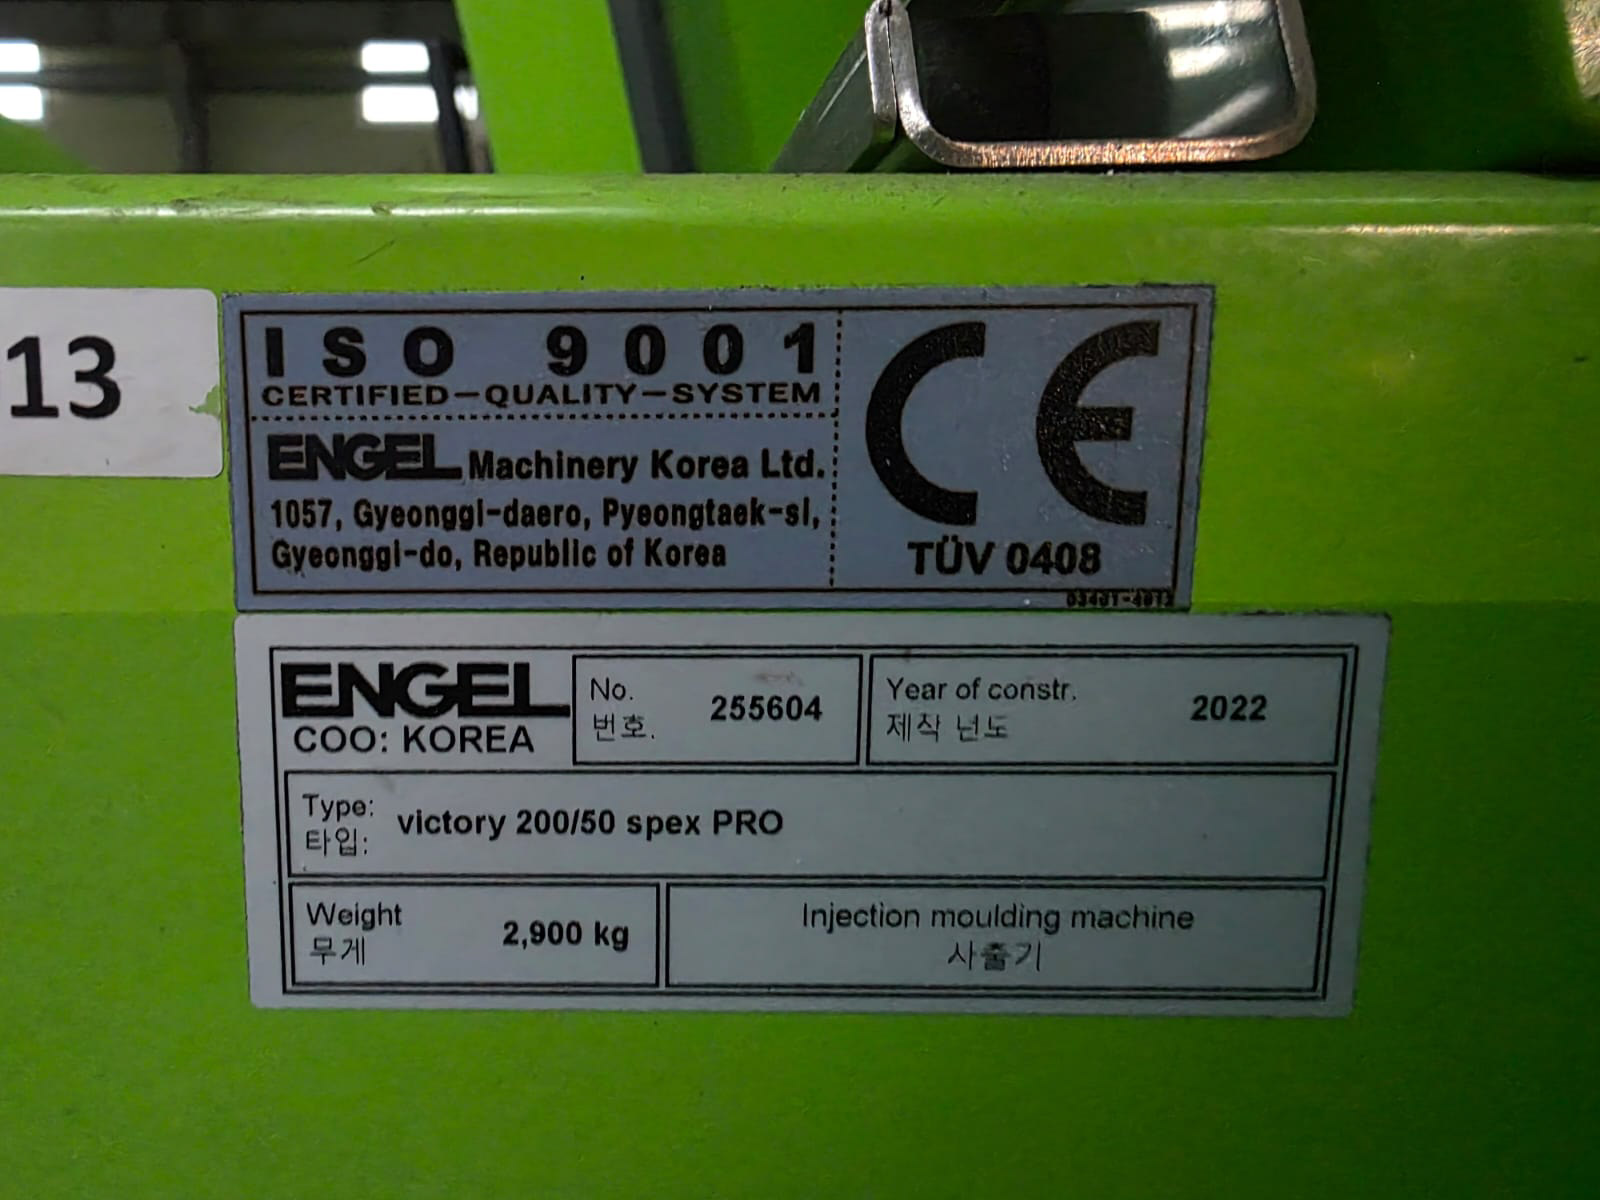 13
ISO 9001
CERTIFIED-QUALITY-SYSTEM
ENGEL Machinery Korea Ltd.
1057, Gyeonggi-daero, Pyeongtaek-si,
Gyeonggi-do, Republic of Korea
CE
TÜV 0408
ENGEL
COO: KOREA
No. 255604
번호.
Year of constr. 2022
제작 년도
Type: victory 200/50 spex PRO
타입:
Weight 2,900 kg
무게
Injection moulding machine
사출기